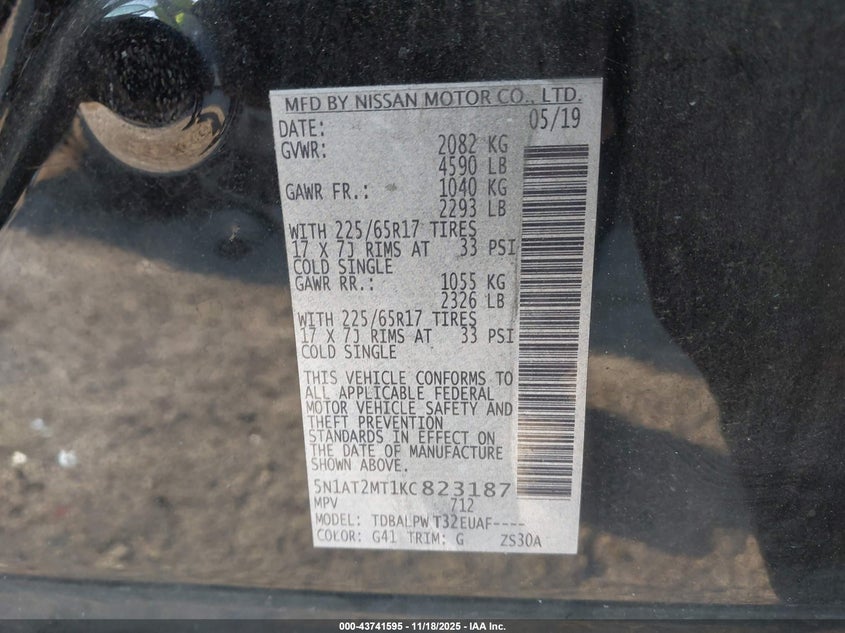 MFD BY NISSAN MOTOR CO., LTD.
DATE: 05/19
GVWR: 2082 KG
4590 LB
GAWR FR.: 1040 KG
2293 LB
WITH 225/65R17 TIRES
17 X 7J RIMS AT 33 PSI
COLD SINGLE
GAWR RR.: 1055 KG
2326 LB
WITH 225/65R17 TIRES
17 X 7J RIMS AT 33 PSI
COLD SINGLE
THIS VEHICLE CONFORMS TO
ALL APPLICABLE FEDERAL
MOTOR VEHICLE SAFETY AND
THEFT PREVENTION
STANDARDS IN EFFECT ON
THE DATE OF MANUFACTURE
SHOWN ABOVE.
5N1AT2MT1KC823187
MPV 712
MODEL: TDBALPW T32EUAF----
COLOR: G41 TRIM: G ZS30A
000-43741595 - 11/18/2025 - IAA Inc.